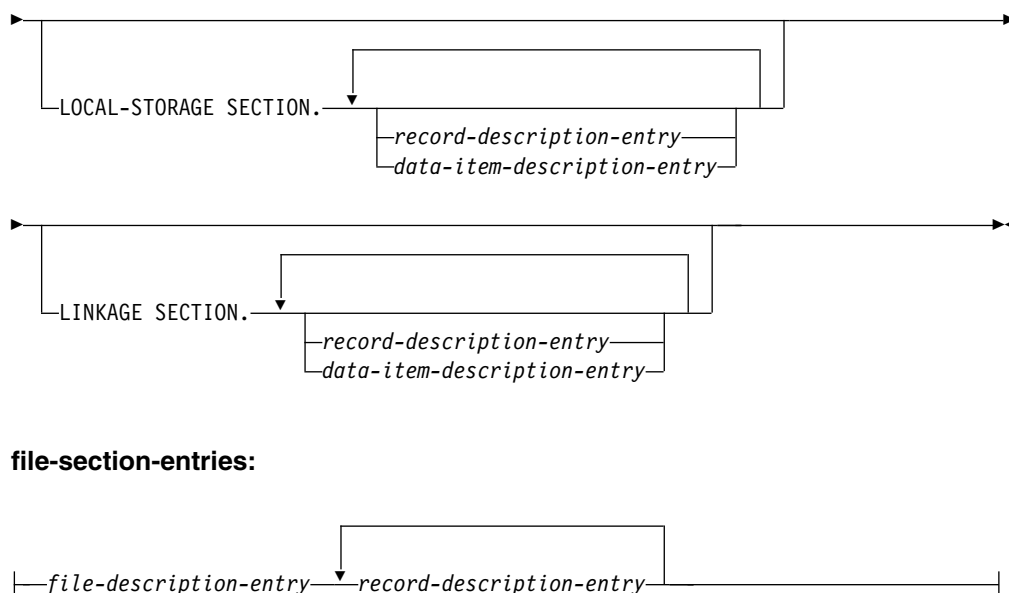 LOCAL-STORAGE SECTION.
record-description-entry
data-item-description-entry
LINKAGE SECTION.
record-description-entry
data-item-description-entry
file-section-entries:
file-description-entry record-description-entry